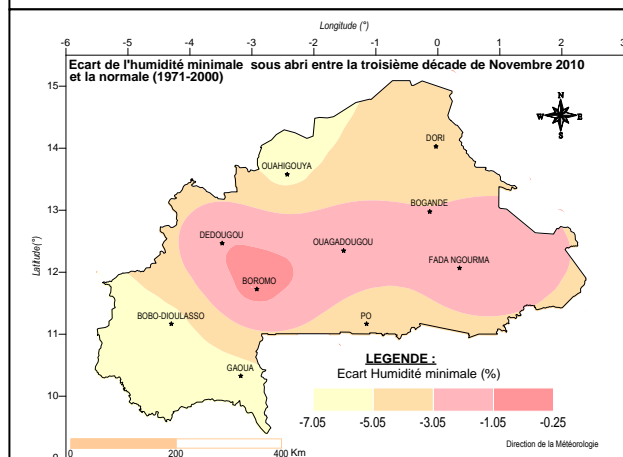 Longitude (°)
-6 -5 -4 -3 -2 -1 0 1 2 3
Ecart de l'humidité minimale sous abri entre la troisième décade de Novembre 2010
et la normale (1971-2000)
15
N
W E
S
14
DORI
OUAHIGOUYA
13
BOGANDE
DEDOUGOU
OUAGADOUGOU
Latitude(°)
FADA NGOURMA
12
BOROMO
BOBO-DIOULASSO
PO
11
LEGENDE :
GAOUA
Ecart Humidité minimale (%)
10
-7.05 -5.05 -3.05 -1.05 -0.25
Direction de la Météorologie
0 200 400 Km